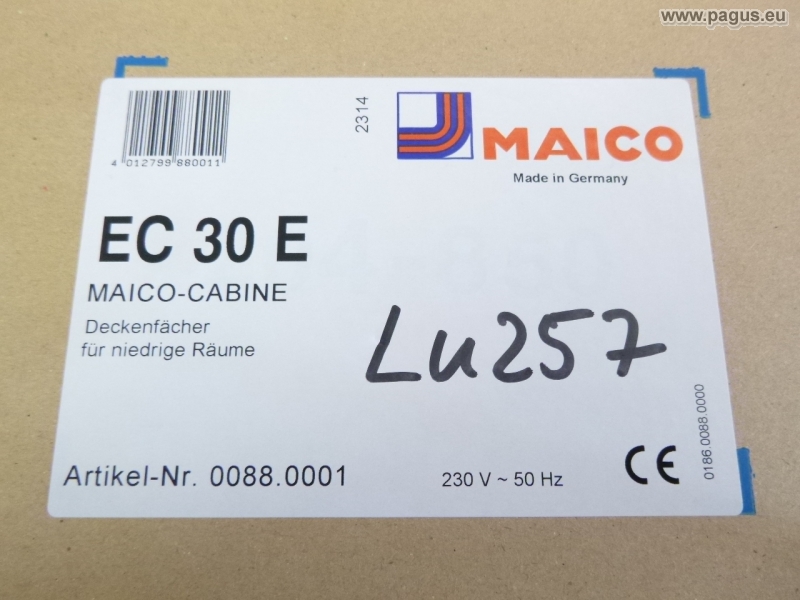 www.pagus.eu
4 012799 880011
2314
MAICO
Made in Germany
EC 30 E
MAICO-CABINE
Deckenfächer
für niedrige Räume
Lu257
Artikel-Nr. 0088.0001
230 V ~ 50 Hz
CE
0186.0088.0000